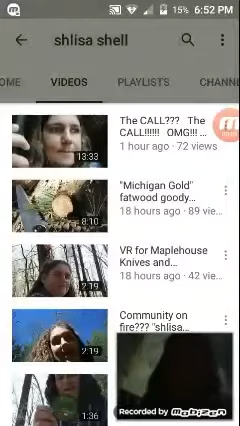 15% 6:52 PM
shlisa shell
OME VIDEOS PLAYLISTS CHANN
The CALL??? The
CALL!!!!!! OMG!!! ...
1 hour ago · 72 views
13:33
"Michigan Gold"
fatwood goody...
18 hours ago · 89 vie...
8:10
VR for Maplehouse
Knives and...
18 hours ago · 42 vie...
2:19
Community on
fire??? "shlisa...
2:19
1:36
Recorded by Mobizen